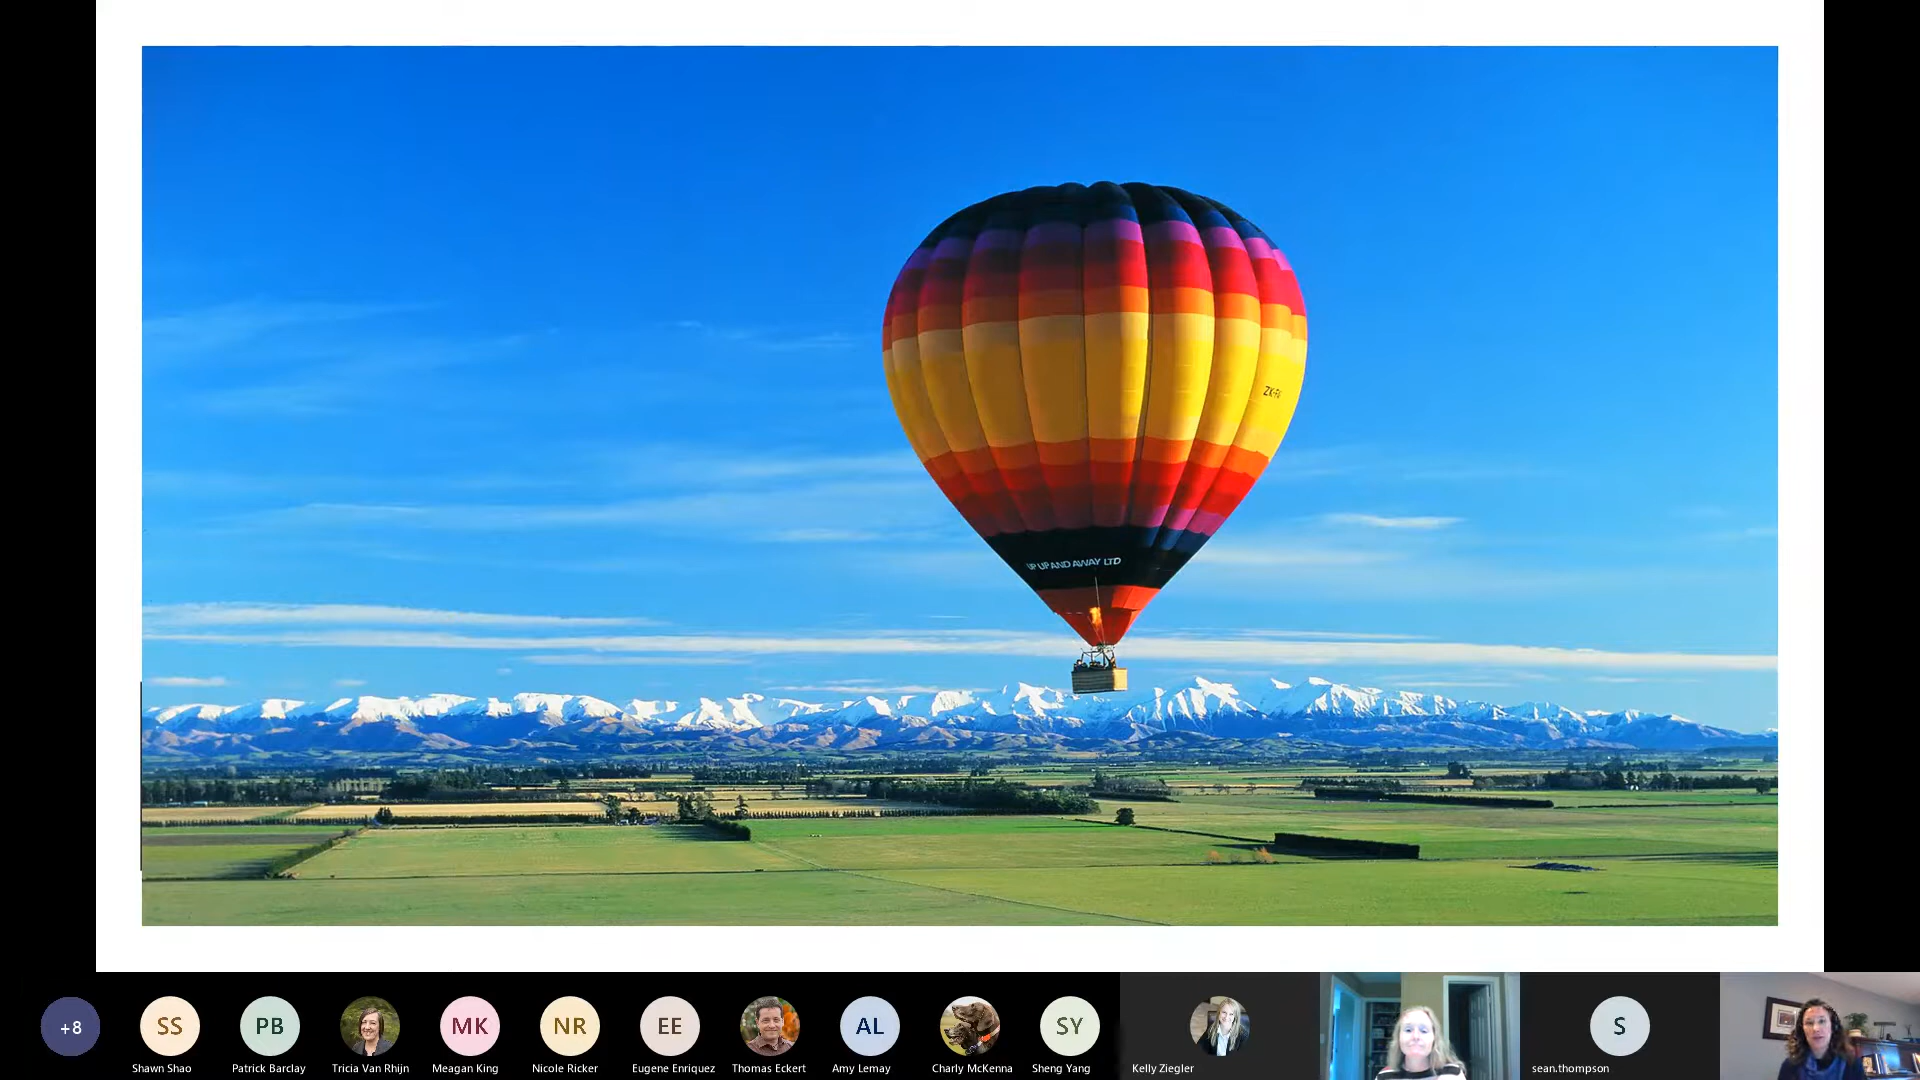 ZK-F
UP UP AND AWAY LTD
+8
SS
PB
MK
NR
EE
AL
SY
S
Shawn Shao
Patrick Barclay
Tricia Van Rhijn
Meagan King
Nicole Ricker
Eugene Enriquez
Thomas Eckert
Amy Lemay
Charly McKenna
Sheng Yang
Kelly Ziegler
sean.thompson